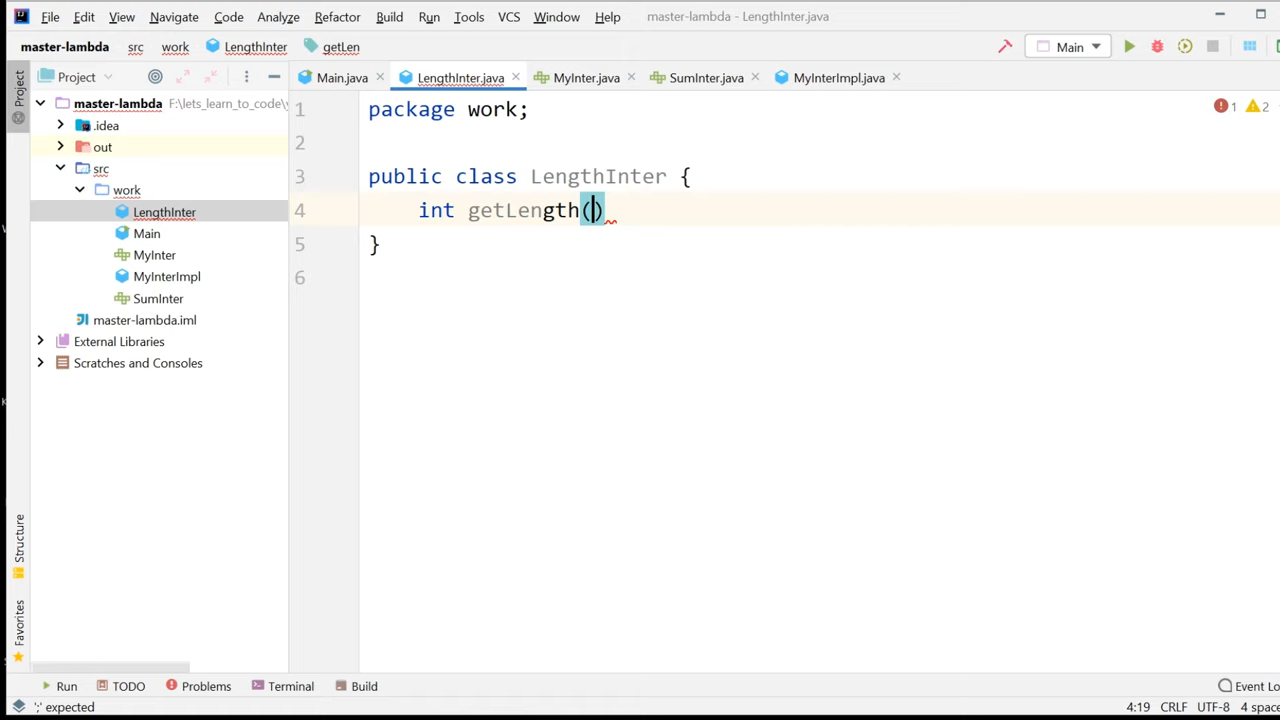 File Edit View Navigate Code Analyze Refactor Build Run Tools VCS Window Help master-lambda - LengthInter.java
master-lambda src work LengthInter getLen Main
Project Main.java LengthInter.java MyInter.java SumInter.java MyInterImpl.java
Project
master-lambda F:\lets_learn_to_code\y
.idea
out
src
work
LengthInter
Main
MyInter
MyInterImpl
SumInter
master-lambda.iml
External Libraries
Scratches and Consoles
1 package work;
2
3 public class LengthInter {
4 int getLength()
5 }
6
1 2
Structure
Favorites
Run TODO Problems Terminal Build Event Lo
';' expected 4:19 CRLF UTF-8 4 space